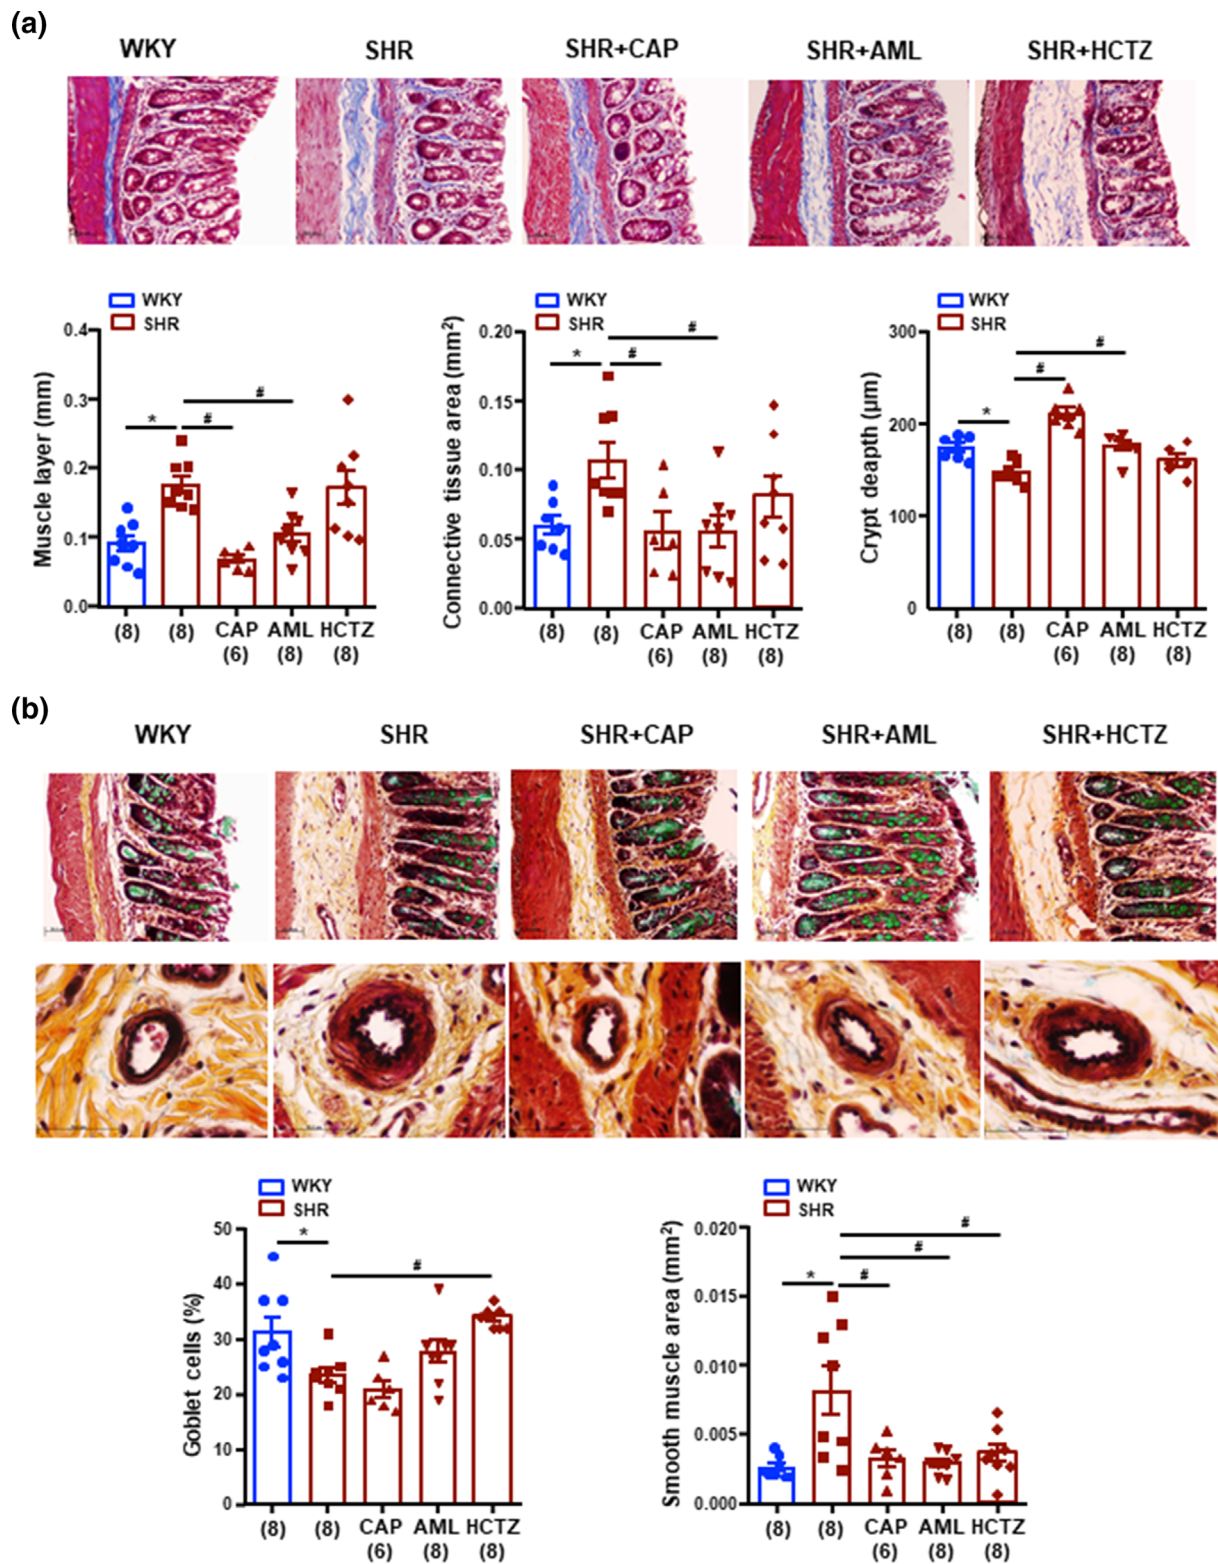 (a)
WKY SHR SHR+CAP SHR+AML SHR+HCTZ
WKY
SHR
Muscle layer (mm)
0.4
0.3
0.2
0.1
0.0
* # #
(8) (8) CAP AML HCTZ
(6) (8) (8)
WKY
SHR
Connective tissue area (mm²)
0.20
0.15
0.10
0.05
0.00
* # #
(8) (8) CAP AML HCTZ
(6) (8) (8)
WKY
SHR
Crypt deapth (µm)
300
200
100
0
* # #
(8) (8) CAP AML HCTZ
(6) (8) (8)
(b)
WKY SHR SHR+CAP SHR+AML SHR+HCTZ
WKY
SHR
Goblet cells (%)
50
40
30
20
10
0
* #
(8) (8) CAP AML HCTZ
(6) (8) (8)
WKY
SHR
Smooth muscle area (mm²)
0.020
0.015
0.010
0.005
0.000
* # # #
(8) (8) CAP AML HCTZ
(6) (8) (8)